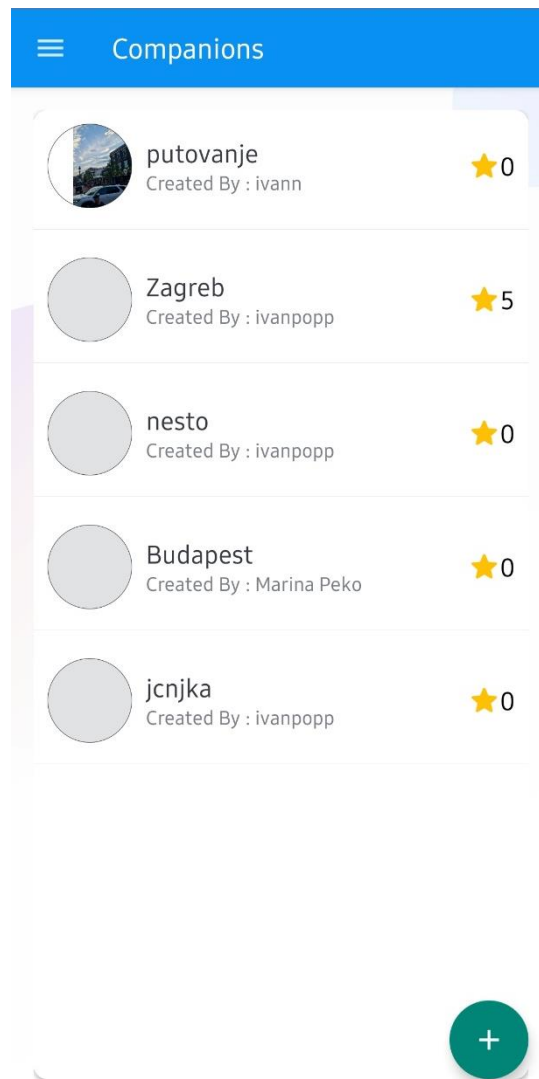 Companions
putovanje
Created By : ivann
0
Zagreb
Created By : ivanpopp
5
nesto
Created By : ivanpopp
0
Budapest
Created By : Marina Peko
0
jcnjka
Created By : ivanpopp
0
+